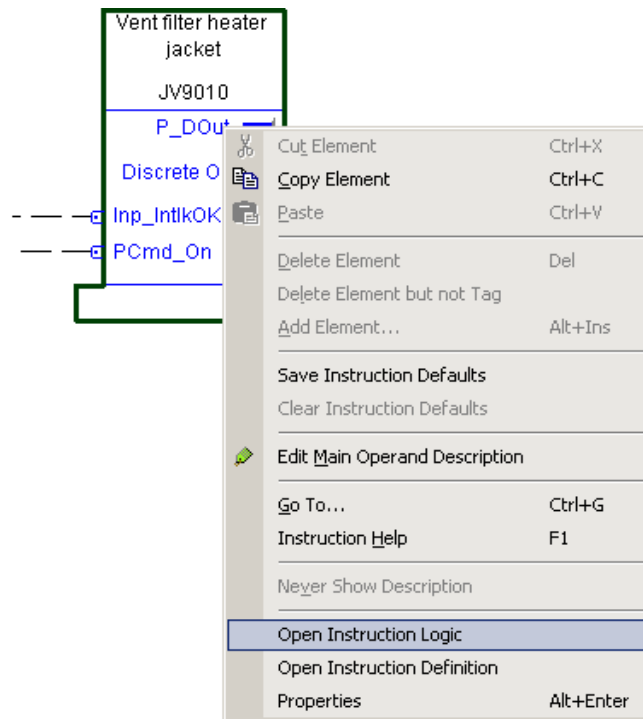 Vent filter heater
jacket
JV9010
P_DOut
Discrete O
Inp_IntlkOK
PCmd_On
Cut Element Ctrl+X
Copy Element Ctrl+C
Paste Ctrl+V
Delete Element Del
Delete Element but not Tag
Add Element... Alt+Ins
Save Instruction Defaults
Clear Instruction Defaults
Edit Main Operand Description
Go To... Ctrl+G
Instruction Help F1
Never Show Description
Open Instruction Logic
Open Instruction Definition
Properties Alt+Enter